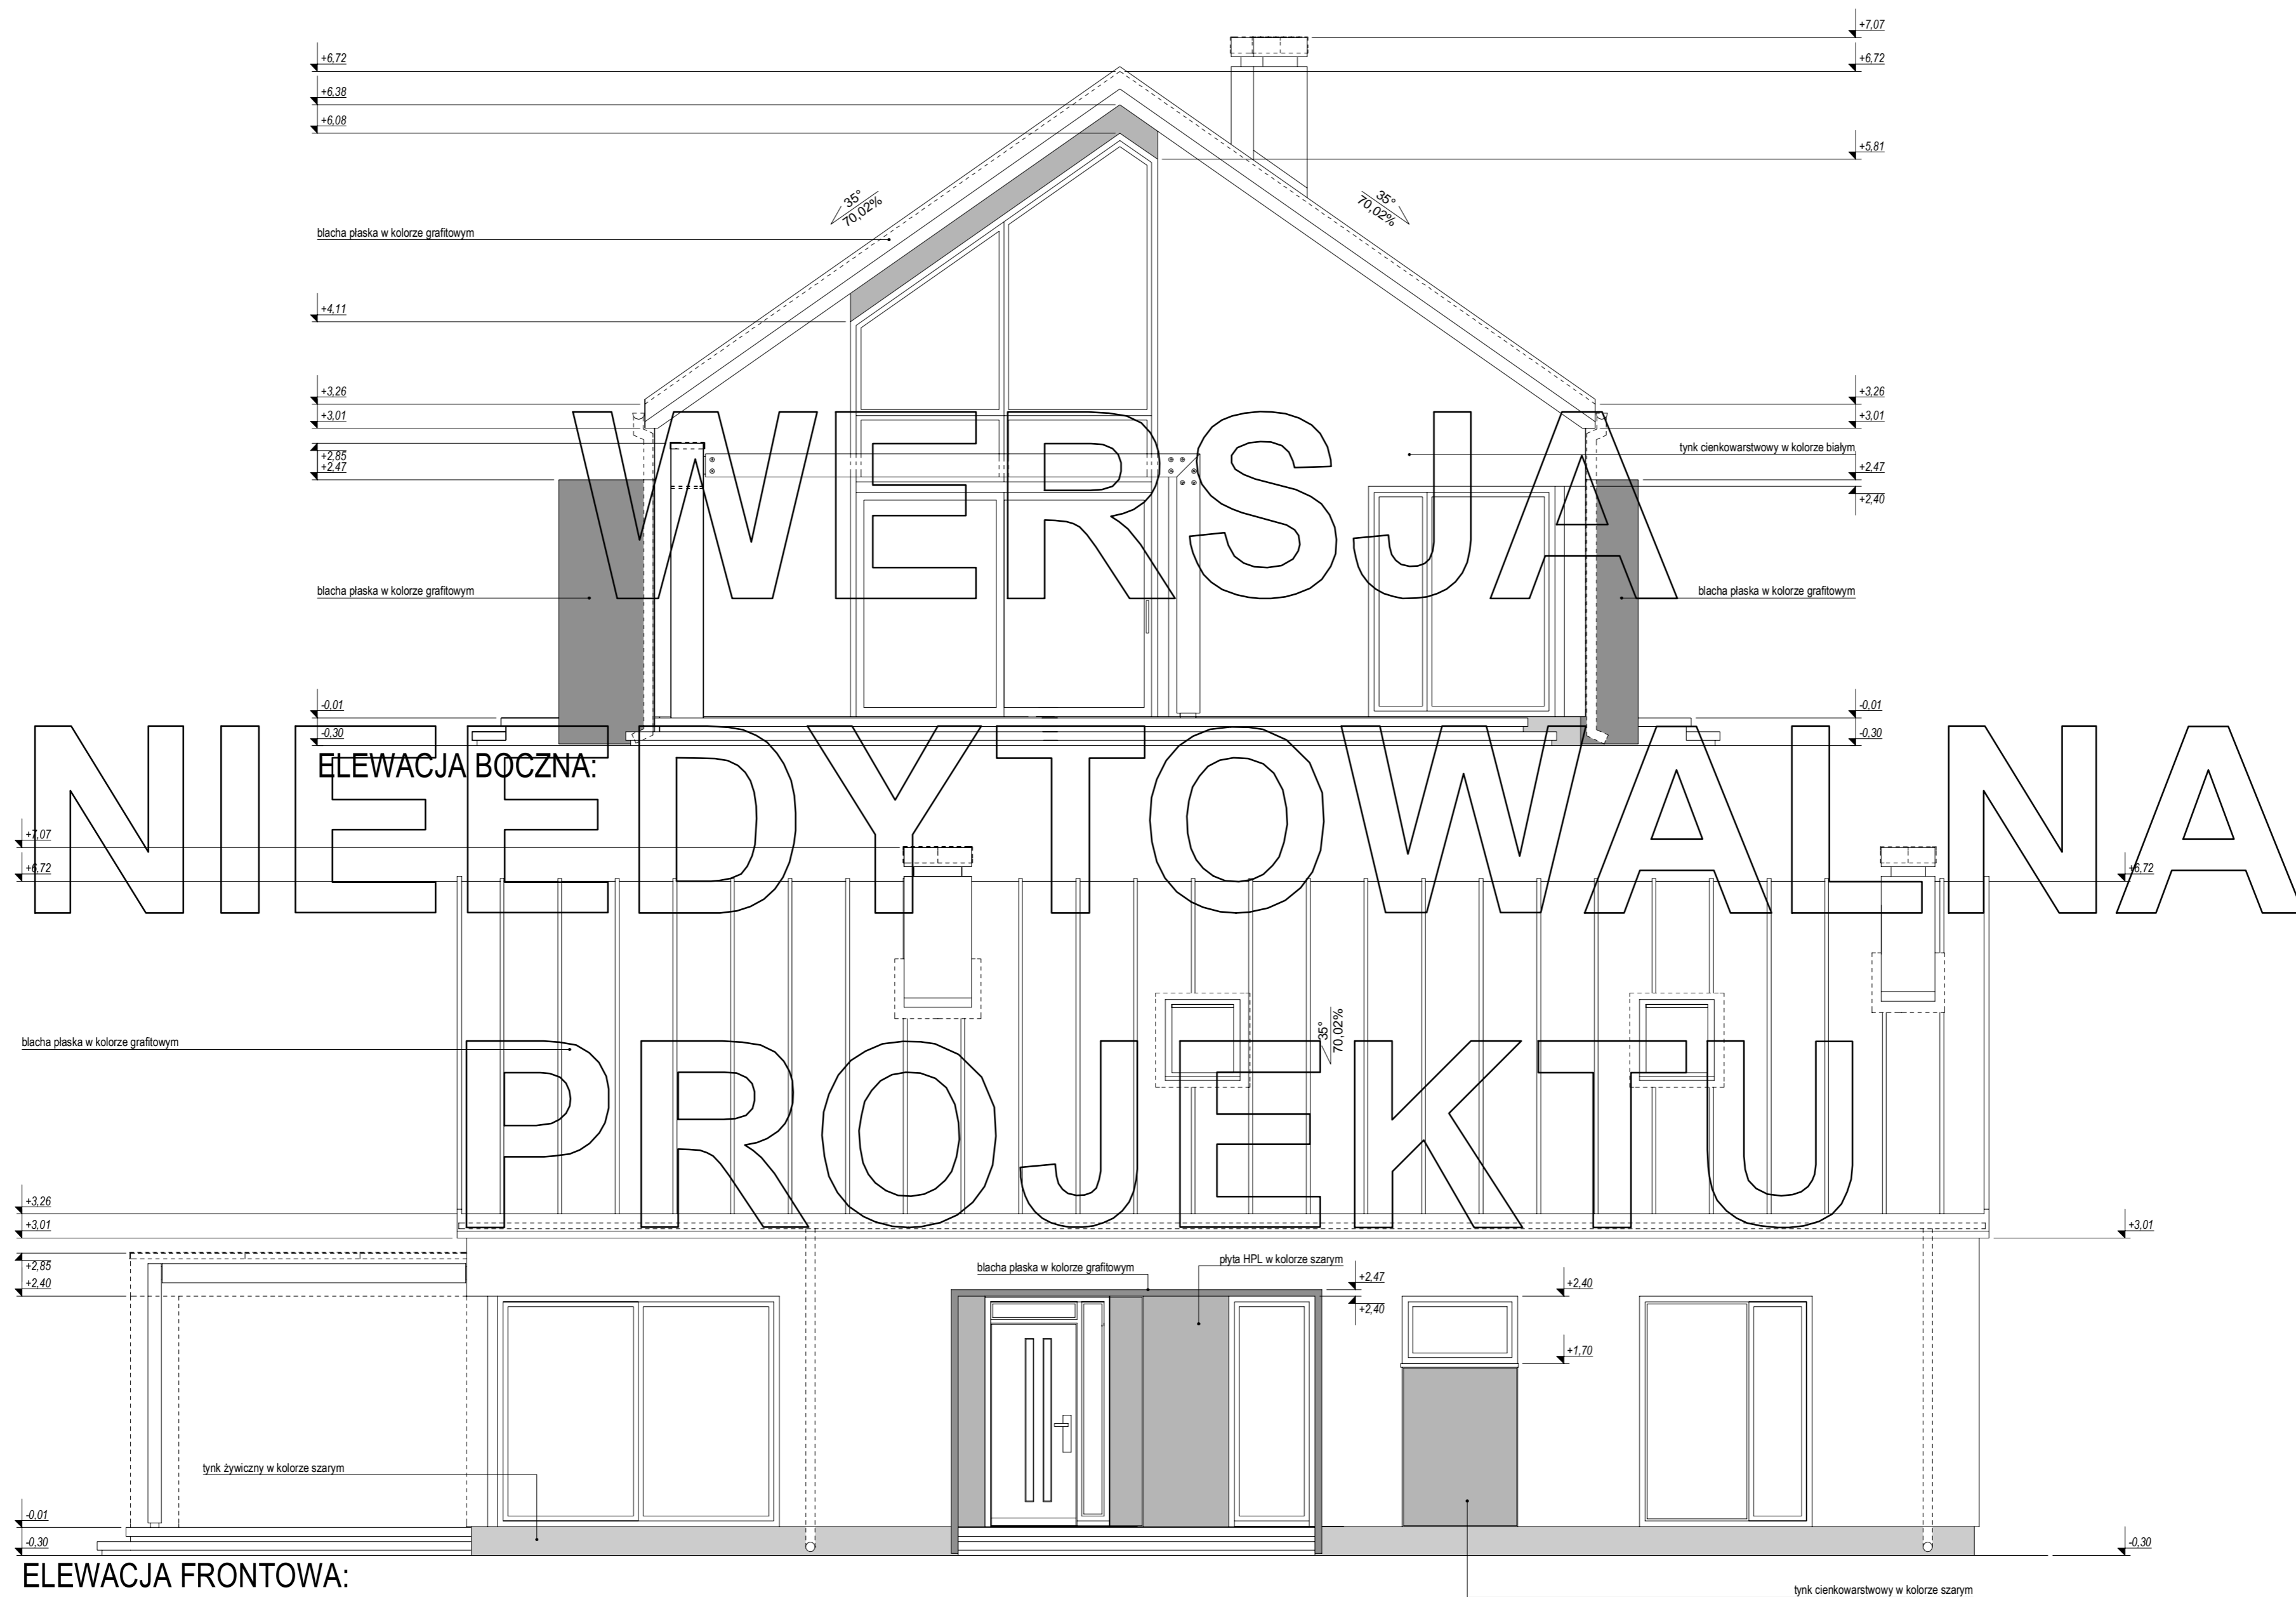 +7,07
+6,72
+6,72
+6,38
+6,08
+5,81
35°
70,02%
35°
70,02%
blacha płaska w kolorze grafitowym
+4,11
+3,26
+3,26
+3,01
+3,01
tynk cienkowarstwowy w kolorze białym
+2,85
+2,47
+2,47
+2,40
WERSJA
blacha płaska w kolorze grafitowym
blacha płaska w kolorze grafitowym
-0,01
-0,01
-0,30
-0,30
ELEWACJA BOCZNA:
NIEEDYTOWALNA
+7,07
+6,72
+6,72
35°
70,02%
blacha płaska w kolorze grafitowym
PROJEKTU
+3,26
+3,01
+3,01
+2,85
+2,40
blacha płaska w kolorze grafitowym
płyta HPL w kolorze szarym
+2,47
+2,40
+2,40
+1,70
tynk żywiczny w kolorze szarym
-0,01
-0,30
-0,30
ELEWACJA FRONTOWA:
tynk cienkowarstwowy w kolorze szarym